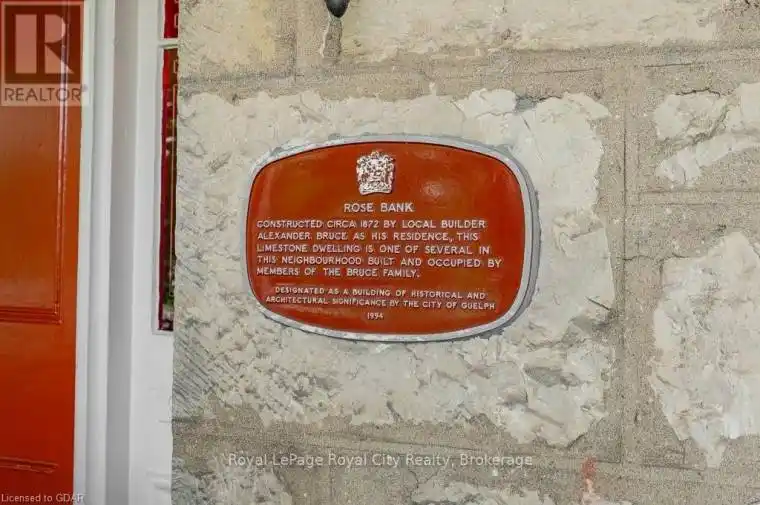 REALTOR
ROSE BANK
CONSTRUCTED CIRCA 1872 BY LOCAL BUILDER
ALEXANDER BRUCE AS HIS RESIDENCE, THIS
LIMESTONE DWELLING IS ONE OF SEVERAL IN
THIS NEIGHBOURHOOD BUILT AND OCCUPIED BY
MEMBERS OF THE BRUCE FAMILY.
DESIGNATED AS A BUILDING OF HISTORICAL AND
ARCHITECTURAL SIGNIFICANCE BY THE CITY OF GUELPH
1994
Royal LePage Royal City Realty, Brokerage
Licensed to GDAR